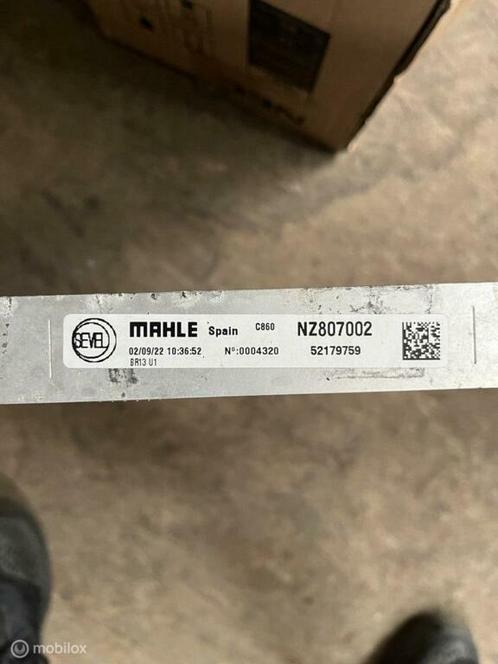 SEVEL MAHLE Spain C860 NZ807002
02/09/22 10:36:52 N°:0004320 52179759
BR13 U1
© mobilox